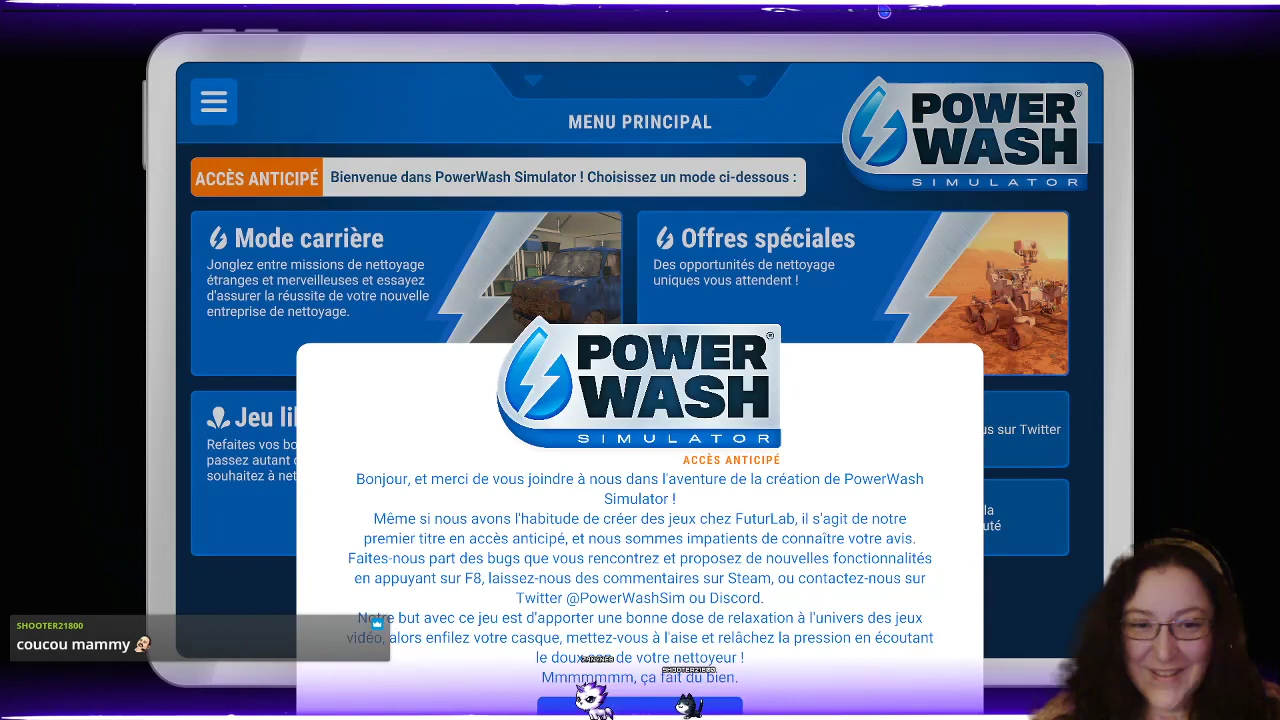 MENU PRINCIPAL
POWER
WASH
SIMULATOR
ACCÈS ANTICIPÉ Bienvenue dans PowerWash Simulator ! Choisissez un mode ci-dessous :
Mode carrière
Jonglez entre missions de nettoyage
étranges et merveilleuses et essayez
d'assurer la réussite de votre nouvelle
entreprise de nettoyage.
Offres spéciales
Des opportunités de nettoyage
uniques vous attendent !
POWER
WASH®
SIMULATOR
ACCÈS ANTICIPÉ
Jeu li
Refaites vos bo
passez autant
souhaitez à net
us sur Twitter
la
uté
Bonjour, et merci de vous joindre à nous dans l'aventure de la création de PowerWash
Simulator !
Même si nous avons l'habitude de créer des jeux chez FuturLab, il s'agit de notre
premier titre en accès anticipé, et nous sommes impatients de connaître votre avis.
Faites-nous part des bugs que vous rencontrez et proposez de nouvelles fonctionnalités
en appuyant sur F8, laissez-nous des commentaires sur Steam, ou contactez-nous sur
Twitter @PowerWashSim ou Discord.
Notre but avec ce jeu est d'apporter une bonne dose de relaxation à l'univers des jeux
vidéo, alors enfilez votre casque, mettez-vous à l'aise et relâchez la pression en écoutant
le doux de votre nettoyeur !
Mmmmmmm, ça fait du bien.
SHOOTER21800
coucou mammy
SHOOTER21800